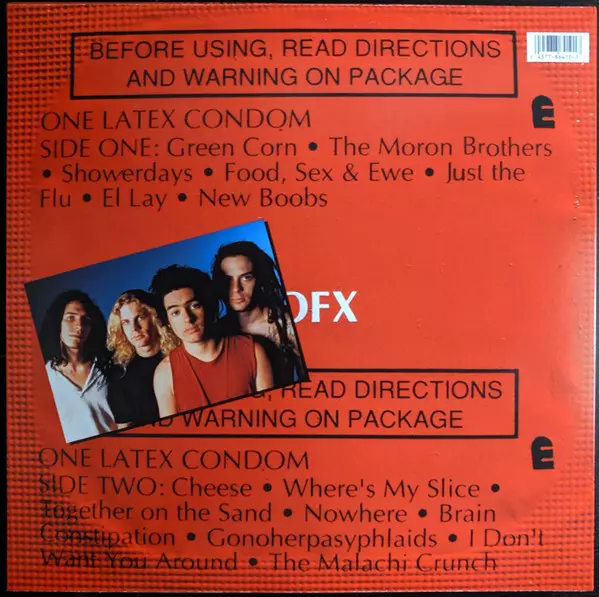 BEFORE USING, READ DIRECTIONS
AND WARNING ON PACKAGE
ONE LATEX CONDOM
E
SIDE ONE: Green Corn • The Moron Brothers
• Showerdays • Food, Sex & Ewe • Just the
Flu • El Lay • New Boobs
OFX
READ DIRECTIONS
WARNING ON PACKAGE
ONE LATEX CONDOM
E
SIDE TWO: Cheese • Where's My Slice •
Together on the Sand • Nowhere • Brain
Constipation • Gonoherpasyphlaids • I Don't
Want You Around • The Malachi Crunch